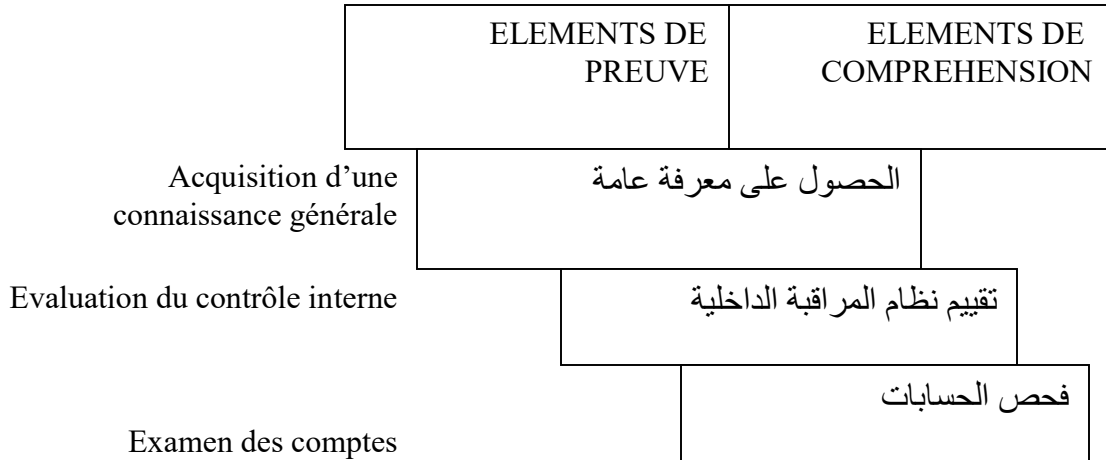 ELEMENTS DE
PREUVE
ELEMENTS DE
COMPREHENSION
Acquisition d’une
connaissance générale
الحصول على معرفة عامة
Evaluation du contrôle interne
تقييم نظام المراقبة الداخلية
فحص الحسابات
Examen des comptes